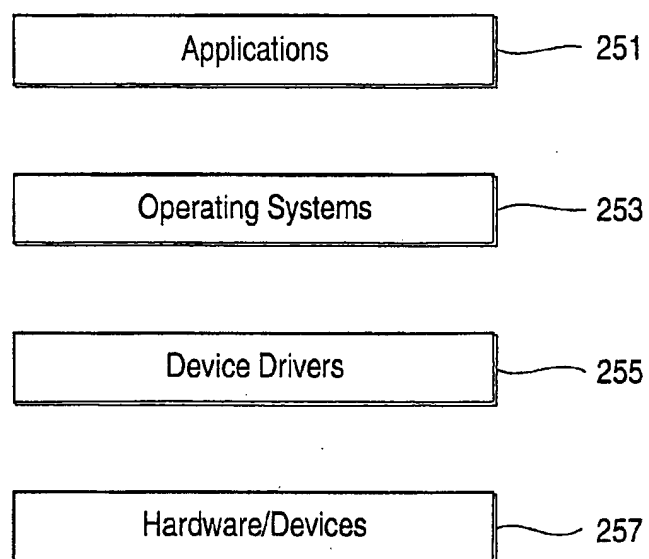 Applications 251
Operating Systems 253
Device Drivers 255
Hardware/Devices 257